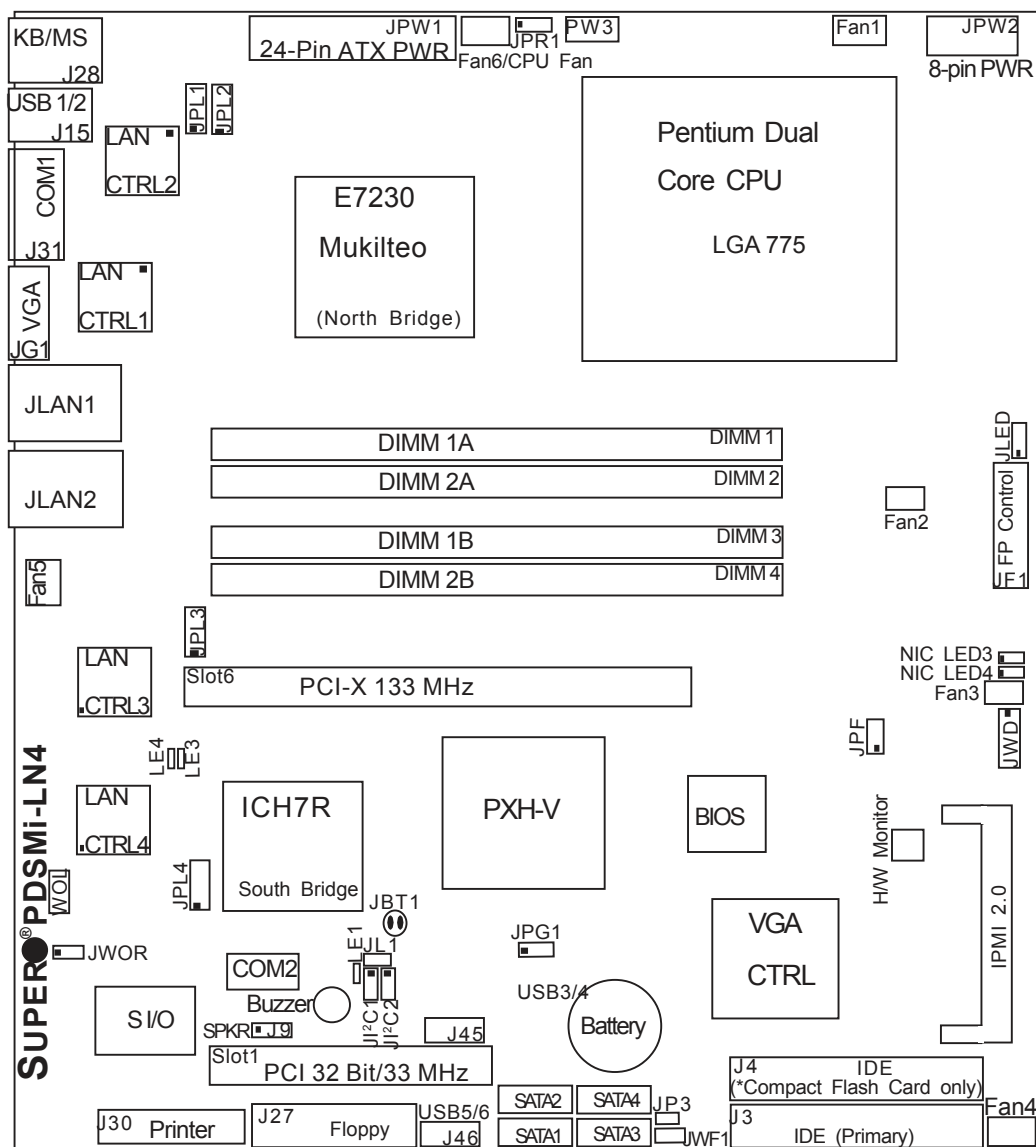 KB/MS
J28
JPW1
24-Pin ATX PWR
Fan6/CPU Fan
JPR1
PW3
Fan1
JPW2
8-pin PWR
USB 1/2
J15
JPL1
JPL2
LAN
CTRL2
COM1
J31
E7230
Mukilteo
(North Bridge)
Pentium Dual
Core CPU
LGA 775
LAN
CTRL1
VGA
JG1
JLAN1
JLAN2
DIMM 1A
DIMM 1
DIMM 2A
DIMM 2
DIMM 1B
DIMM 3
DIMM 2B
DIMM 4
JLED
FP Control
JF1
Fan2
Fan5
JPL3
LAN
CTRL3
Slot6
PCI-X 133 MHz
NIC LED3
NIC LED4
Fan3
JWD
JPF
LE4
LE3
LAN
CTRL4
ICH7R
South Bridge
PXH-V
BIOS
H/W Monitor
IPMI 2.0
SUPER®PDSMi-LN4
WOL
JPL4
JBT1
JWOR
COM2
LE1
JL1
JPG1
VGA
CTRL
S I/O
Buzzer
JI²C1
JI²C2
USB3/4
Battery
SPKR
J9
J45
Slot1
PCI 32 Bit/33 MHz
J4
IDE
(*Compact Flash Card only)
SATA2
SATA4
JP3
Fan4
J30
Printer
J27
Floppy
USB5/6
J46
SATA1
SATA3
JWF1
J3
IDE (Primary)